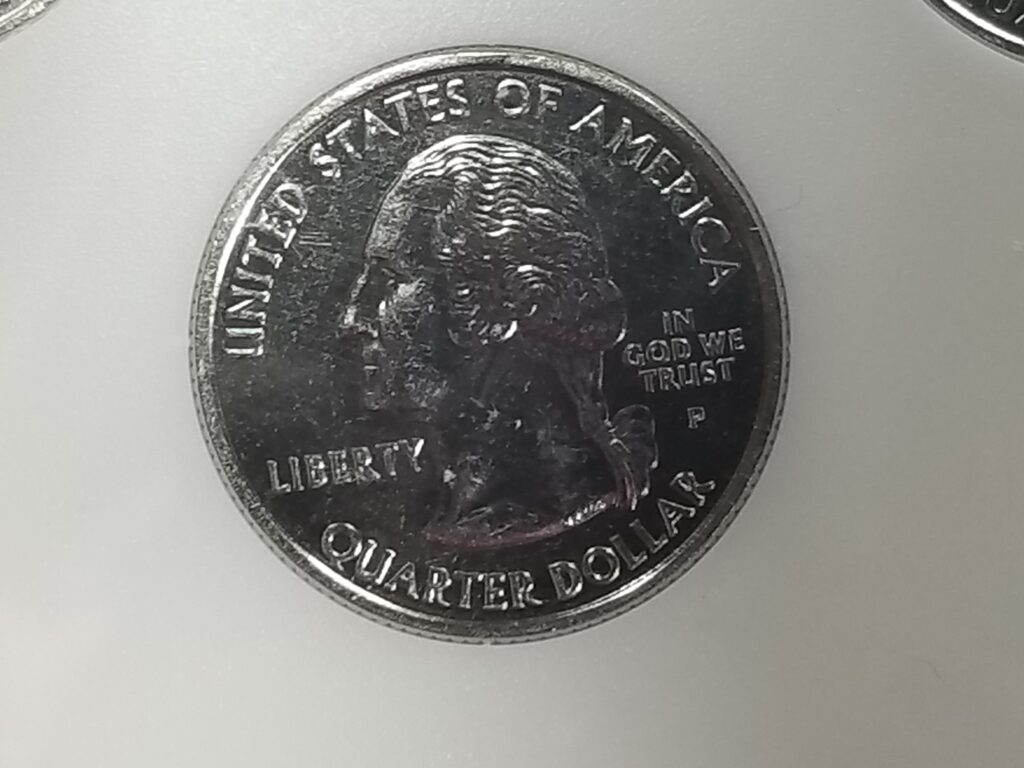 UNITED STATES OF AMERICA
IN
GOD WE
TRUST
P
LIBERTY
QUARTER DOLLAR